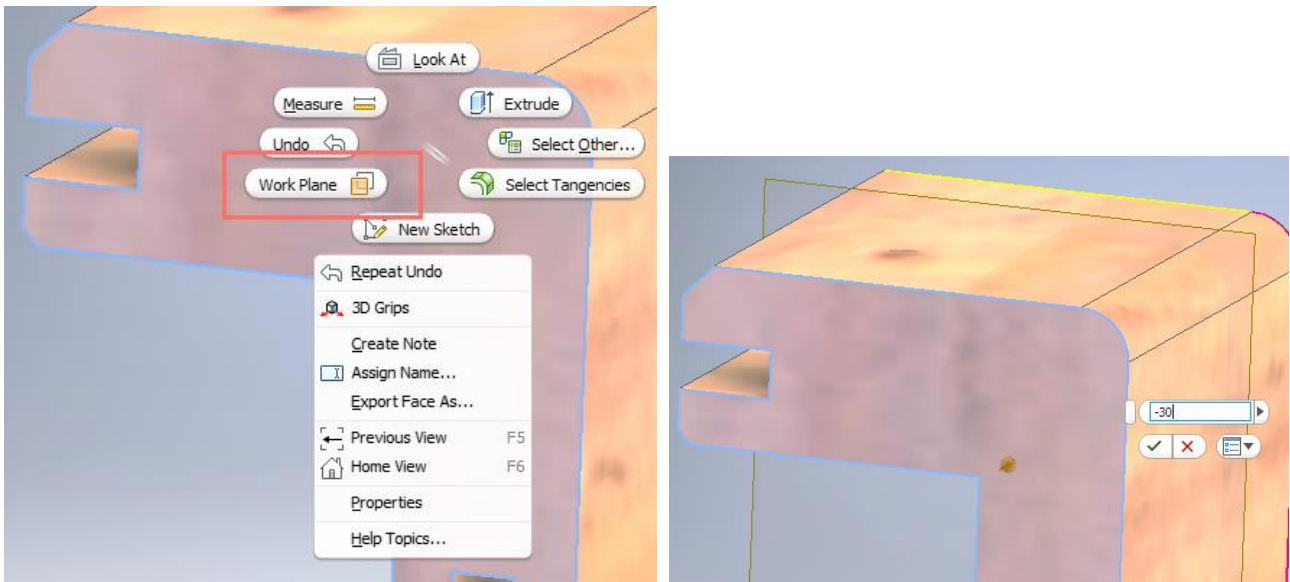 Look At
Measure
Extrude
Undo
Select Other...
Work Plane
Select Tangencies
New Sketch
Repeat Undo
3D Grips
Create Note
Assign Name...
Export Face As...
Previous View F5
Home View F6
Properties
Help Topics...
-30